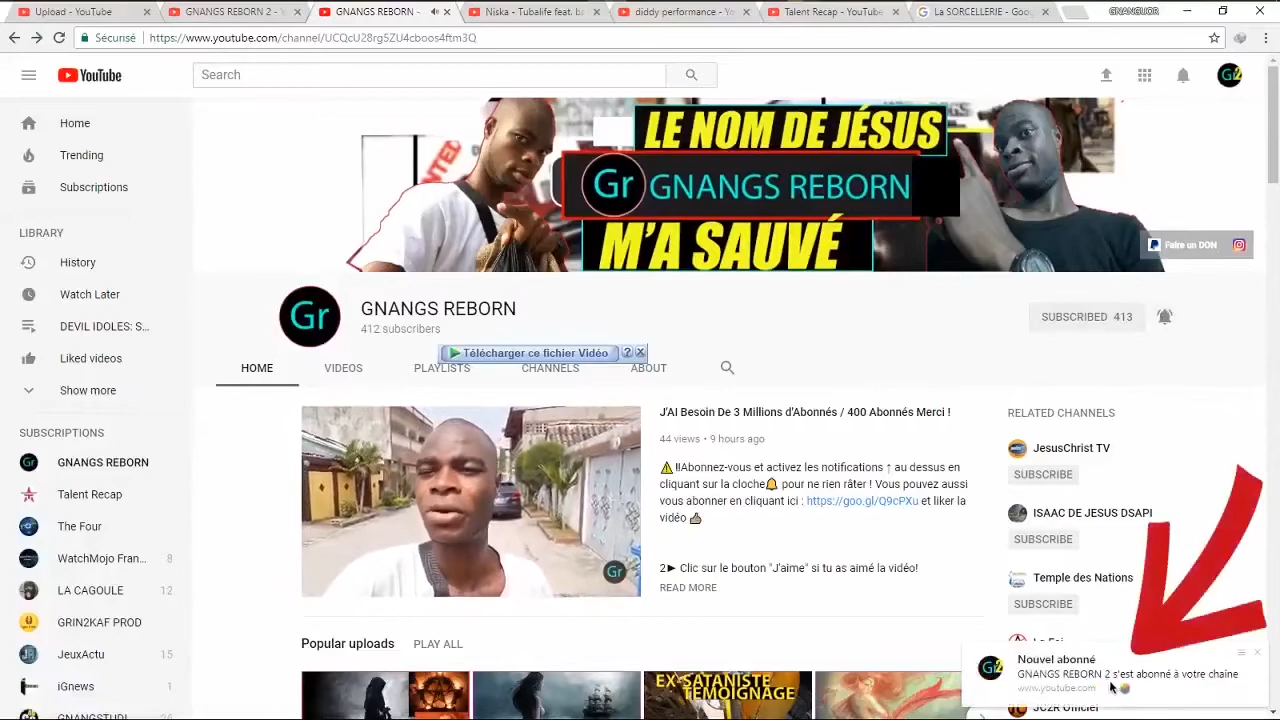 Upload - YouTube
GNANGS REBORN 2 -
GNANGS REBORN -
Niska - Tubalife feat. b
diddy performance - Y
Talent Recap - YouTube
La SORCELLERIE - Goog
Sécurisé
https://www.youtube.com/channel/UCQcU28rg5ZU4cboos4ftm3Q
YouTube
Search
Gr2
Home
Trending
Subscriptions
LIBRARY
History
Watch Later
DEVIL IDOLES: S...
Liked videos
Show more
SUBSCRIPTIONS
GNANGS REBORN
Talent Recap
The Four
WatchMojo Fran... 8
LA CAGOULE 12
GRIN2KAF PROD
JeuxActu 15
iGnews 1
LE NOM DE JÉSUS
Gr GNANGS REBORN
M'A SAUVÉ
Faire un DON
Gr
GNANGS REBORN
412 subscribers
SUBSCRIBED 413
Télécharger ce fichier Vidéo
HOME
VIDEOS
PLAYLISTS
CHANNELS
ABOUT
Gr
J'AI Besoin De 3 Millions d'Abonnés / 400 Abonnés Merci !
44 views • 9 hours ago
⚠‼Abonnez-vous et activez les notifications ↑ au dessus en
cliquant sur la cloche🔔 pour ne rien râter ! Vous pouvez aussi
vous abonner en cliquant ici : https://goo.gl/Q9cPXu et liker la
vidéo 👍
2► Clic sur le bouton "J'aime" si tu as aimé la vidéo!
READ MORE
Popular uploads
PLAY ALL
EX-SATANISTE
TÉMOIGNAGE
RELATED CHANNELS
JesusChrist TV
SUBSCRIBE
ISAAC DE JESUS DSAPI
SUBSCRIBE
Temple des Nations
SUBSCRIBE
Nouvel abonné
GNANGS REBORN 2 s'est abonné à votre chaîne
www.youtube.com
JC2R Officiel